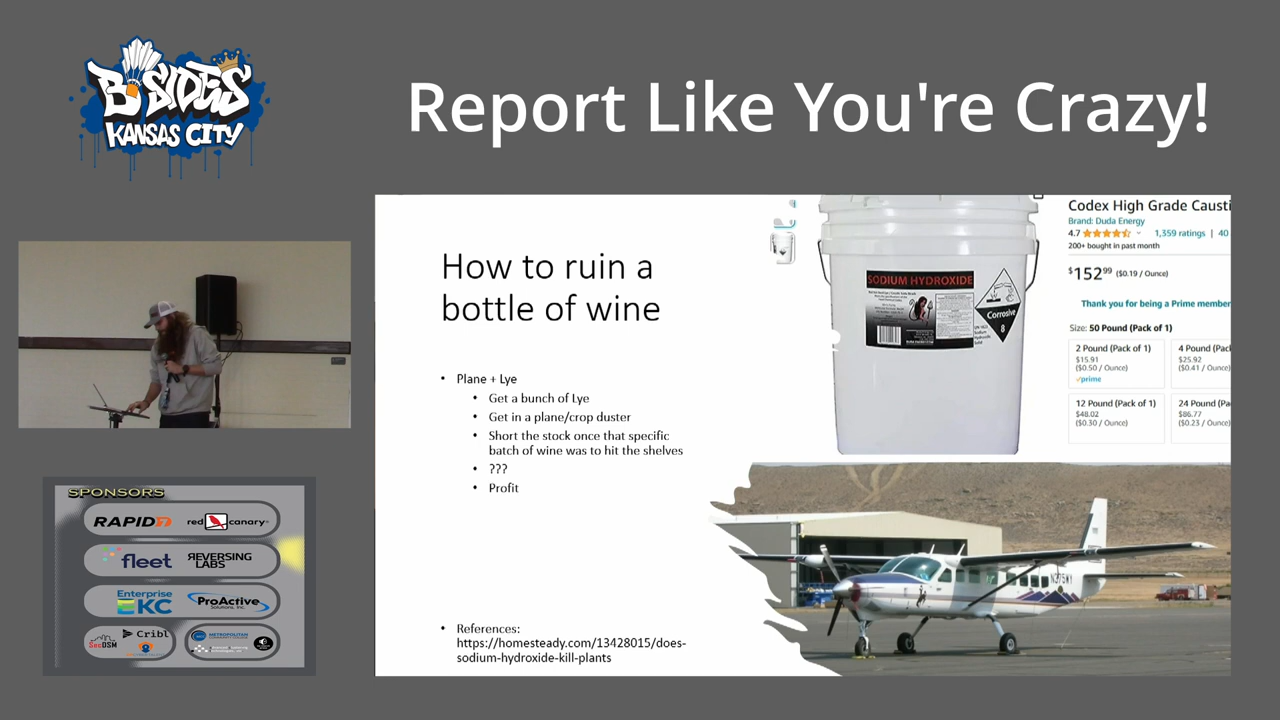 B SIDES
KANSAS CITY
Report Like You're Crazy!
SPONSORS
RAPID7
red canary
fleet
REVERSING
LABS
Enterprise
KC
ProActive
Solutions, Inc.
SecDSM
Cribl
METROPOLITAN
How to ruin a
bottle of wine
• Plane + Lye
• Get a bunch of Lye
• Get in a plane/crop duster
• Short the stock once that specific
batch of wine was to hit the shelves
• ???
• Profit
• References:
https://homesteady.com/13428015/does-
sodium-hydroxide-kill-plants
SODIUM HYDROXIDE
Corrosive
8
Codex High Grade Causti
Brand: Duda Energy
4.7
1,359 ratings | 40
200+ bought in past month
$152.99 ($0.19 / Ounce)
Thank you for being a Prime member
Size: 50 Pound (Pack of 1)
2 Pound (Pack of 1)
$15.91
($0.50 / Ounce)
prime
4 Pound (Pack
$25.92
($0.41 / Ounce)
12 Pound (Pack of 1)
$48.02
($0.30 / Ounce)
24 Pound (Pa
$86.77
($0.23 / Ounce)